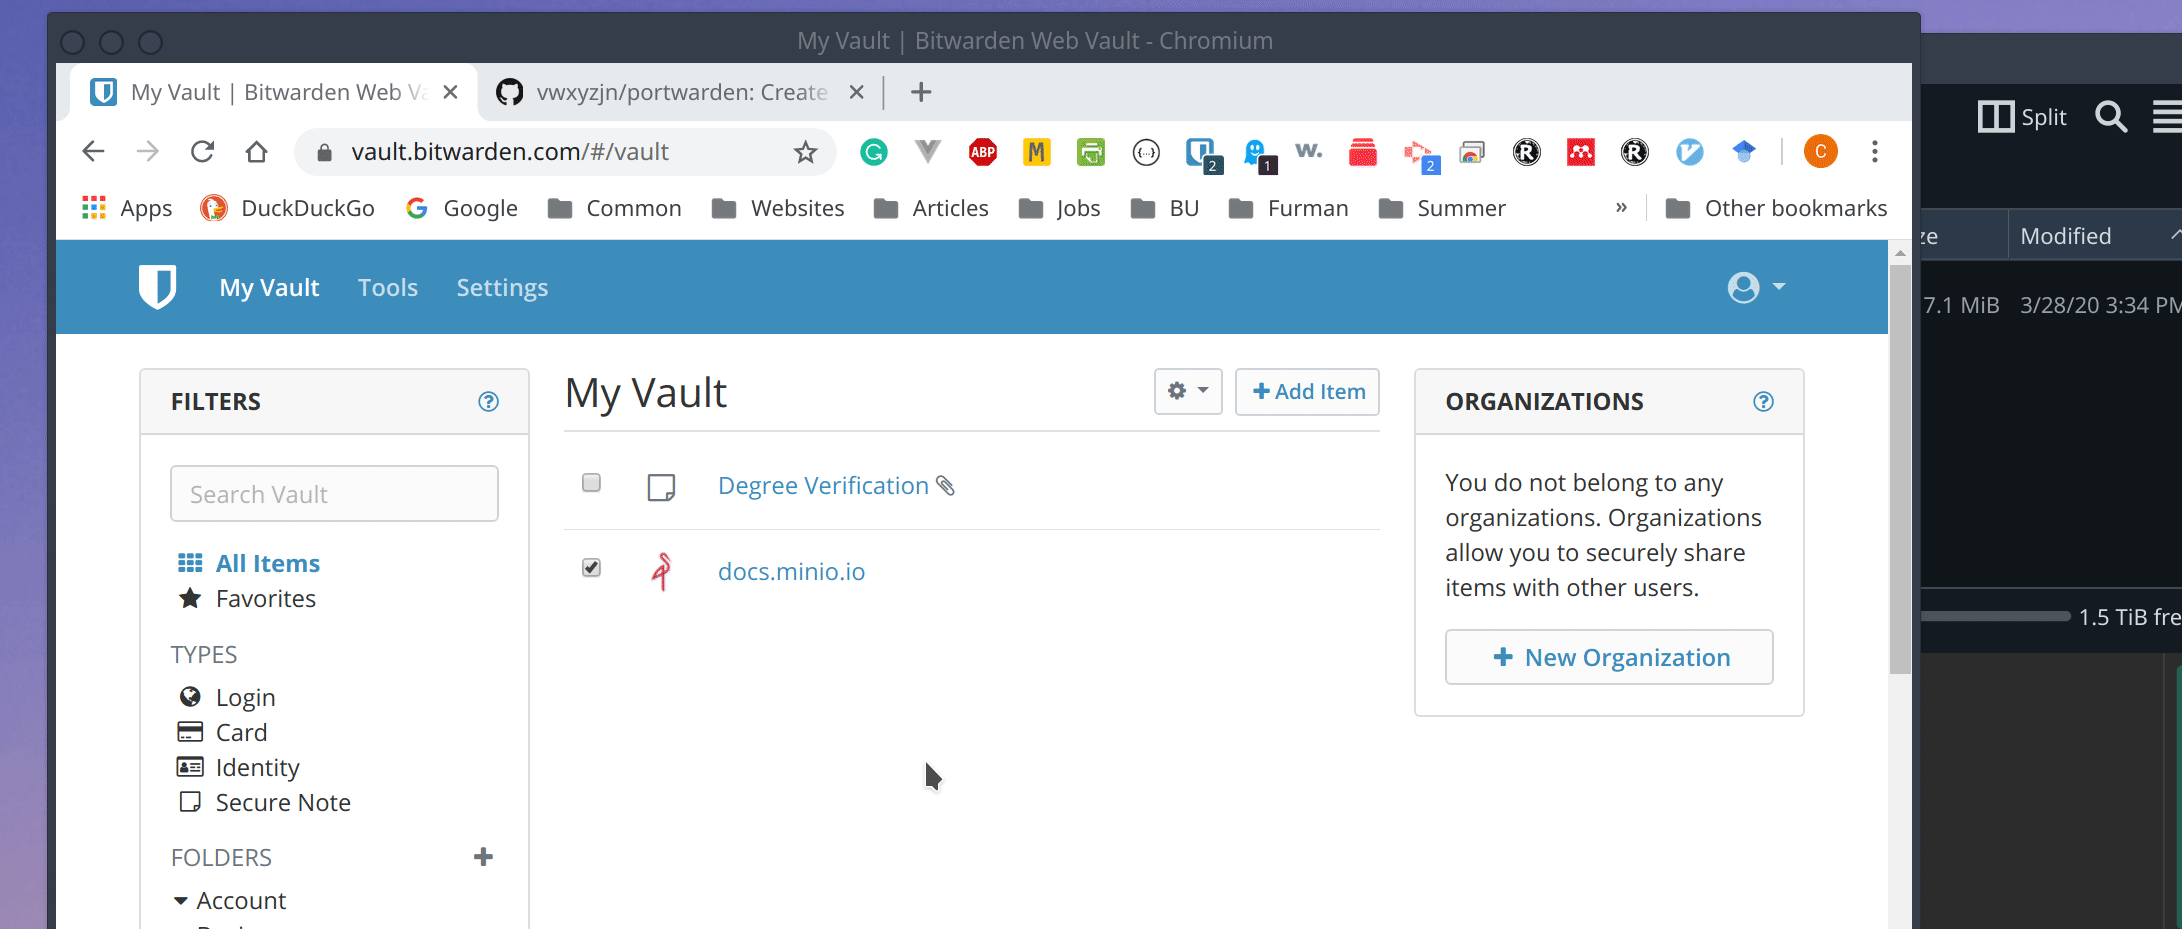 My Vault | Bitwarden Web Vault - Chromium
My Vault | Bitwarden Web Va
vwxyzjn/portwarden: Create
Split
vault.bitwarden.com/#/vault
G
ABP
M
{...}
2
1
w.
2
R
R
C
Apps
DuckDuckGo
Google
Common
Websites
Articles
Jobs
BU
Furman
Summer
»
Other bookmarks
ze
Modified
My Vault
Tools
Settings
7.1 MiB
3/28/20 3:34 PM
FILTERS
My Vault
Add Item
ORGANIZATIONS
Search Vault
Degree Verification
You do not belong to any
organizations. Organizations
allow you to securely share
items with other users.
All Items
docs.minio.io
Favorites
1.5 TiB fre
TYPES
New Organization
Login
Card
Identity
Secure Note
FOLDERS
Account